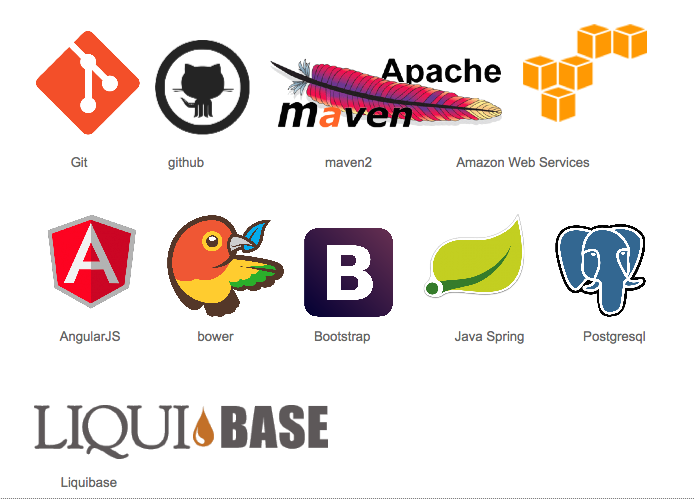 Apache
maven
Git
github
maven2
Amazon Web Services
A
B
AngularJS
bower
Bootstrap
Java Spring
Postgresql
LIQUIBASE
Liquibase